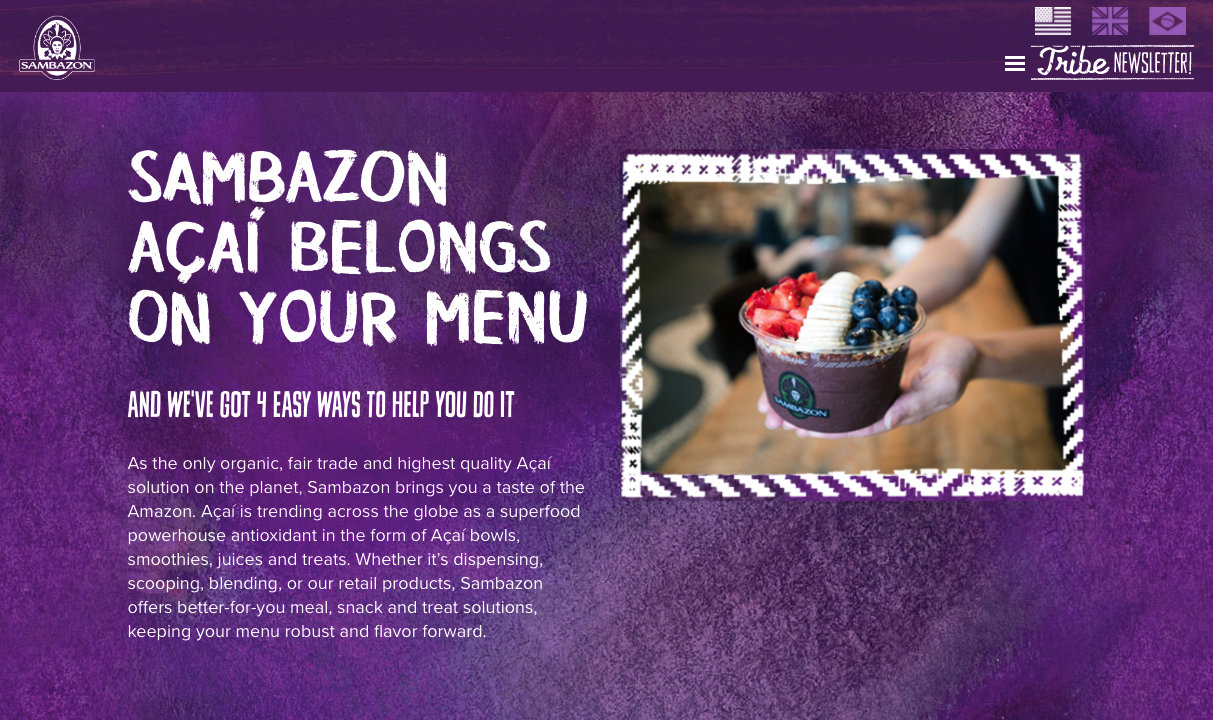 SAMBAZON
Tribe NEWSLETTER!
SAMBAZON
AÇAÍ BELONGS
ON YOUR MENU
AND WE'VE GOT 4 EASY WAYS TO HELP YOU DO IT
As the only organic, fair trade and highest quality Açaí
solution on the planet, Sambazon brings you a taste of the
Amazon. Açaí is trending across the globe as a superfood
powerhouse antioxidant in the form of Açaí bowls,
smoothies, juices and treats. Whether it’s dispensing,
scooping, blending, or our retail products, Sambazon
offers better-for-you meal, snack and treat solutions,
keeping your menu robust and flavor forward.
SAMBAZON